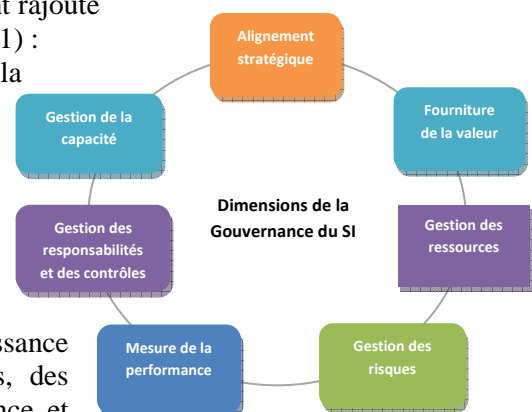 nt rajouté
1) :
la
Alignement
stratégique
Fourniture
de la valeur
Gestion des
ressources
Gestion des
risques
Mesure de la
performance
Gestion des
responsabilités
et des contrôles
Gestion de la
capacité
Dimensions de la
Gouvernance du SI
ssance
s, des
nce et